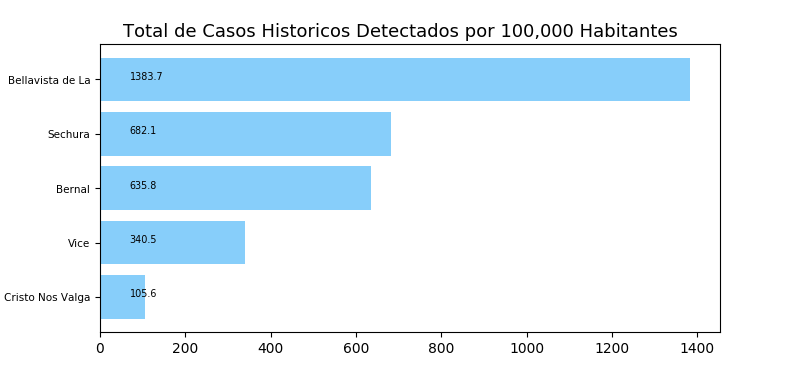 Total de Casos Historicos Detectados por 100,000 Habitantes
Bellavista de La 1383.7
Sechura 682.1
Bernal 635.8
Vice 340.5
Cristo Nos Valga 105.6
0 200 400 600 800 1000 1200 1400